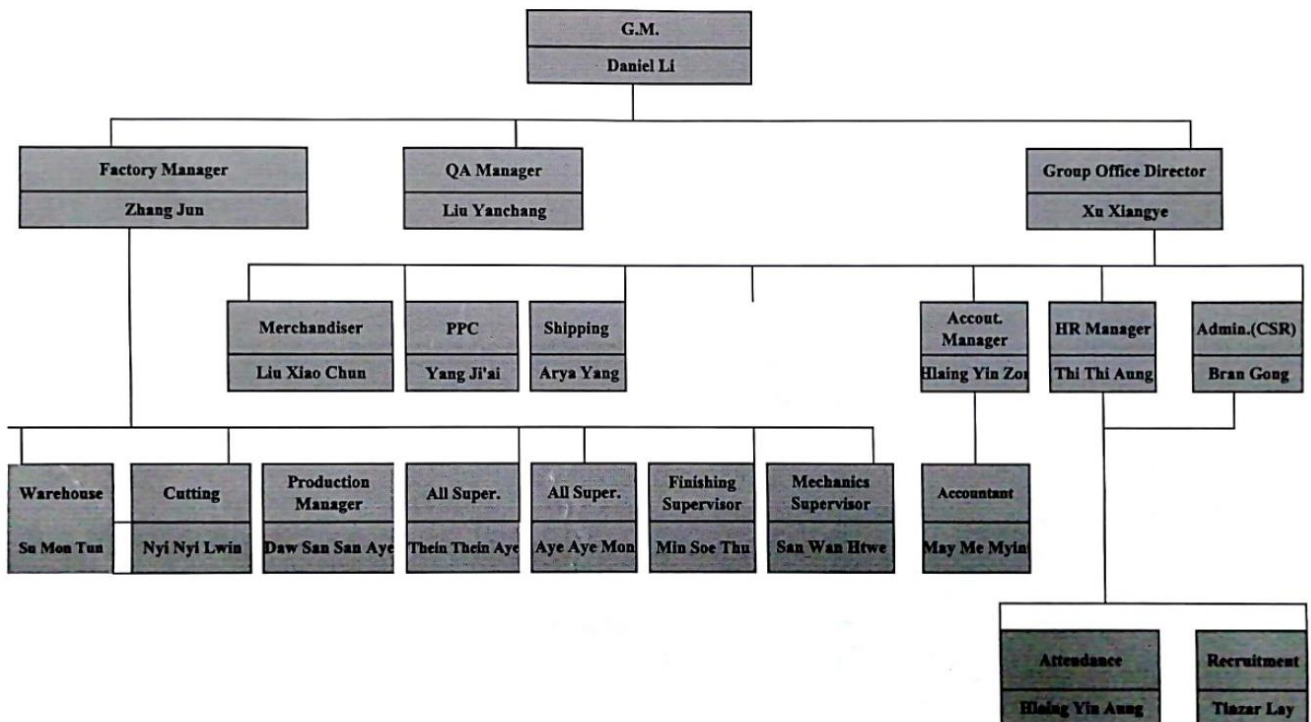 G.M.
Daniel Li
Factory Manager
Zhang Jun
QA Manager
Liu Yanchang
Group Office Director
Xu Xiangye
Merchandiser
Liu Xiao Chun
PPC
Yang Ji'ai
Shipping
Arya Yang
Accout.
Manager
Hlaing Yin Zon
HR Manager
Thi Thi Aung
Admin.(CSR)
Bran Gong
Warehouse
Su Mon Tun
Cutting
Nyi Nyi Lwin
Production
Manager
Daw San San Aye
All Super.
Thein Thein Aye
All Super.
Aye Aye Mon
Finishing
Supervisor
Min Soe Thu
Mechanics
Supervisor
San Wan Htwe
Accountant
May Me Myin
Attendance
Hlaing Yin Aung
Recruitment
Lay